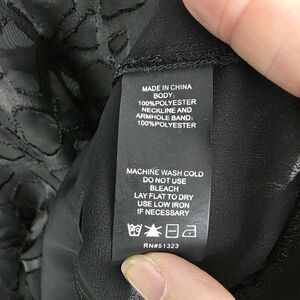 MADE IN CHINA
BODY:
100%POLYESTER
NECKLINE AND
ARMHOLE BAND:
100%POLYESTER
MACHINE WASH COLD
DO NOT USE
BLEACH
LAY FLAT TO DRY
USE LOW IRON
IF NECESSARY
RN#51323